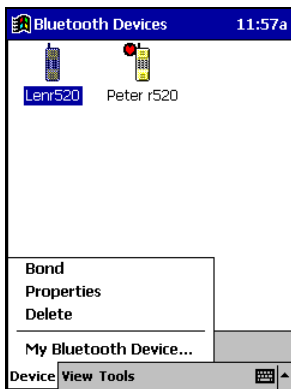 Bluetooth Devices 11:57a
Lenr520 Peter r520
Bond
Properties
Delete
My Bluetooth Device...
Device View Tools